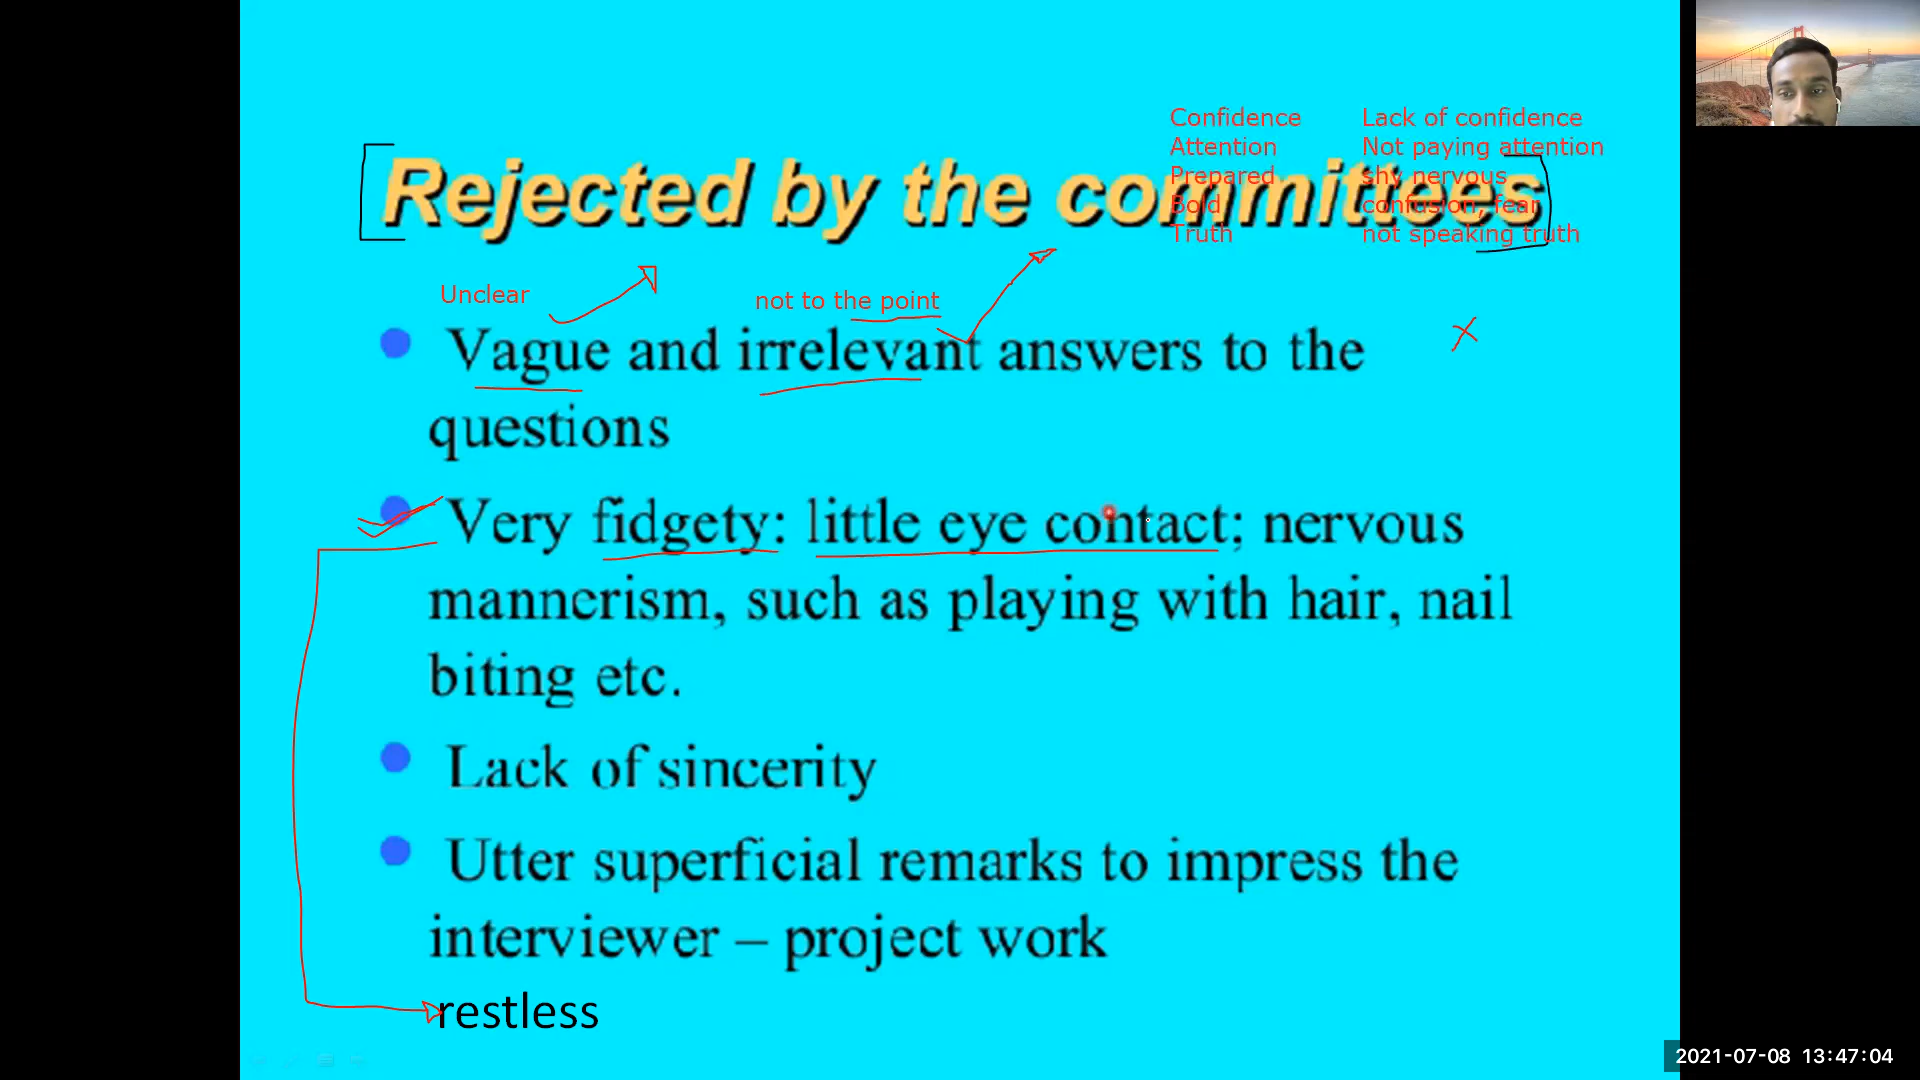 Confidence Lack of confidence
Attention Not paying attention
Prepared shy nervous
Bold confusion, fear
Truth not speaking truth
Rejected by the committees
Unclear not to the point
Vague and irrelevant answers to the
questions
Very fidgety: little eye contact; nervous
mannerism, such as playing with hair, nail
biting etc.
Lack of sincerity
Utter superficial remarks to impress the
interviewer – project work
restless
2021-07-08 13:47:04